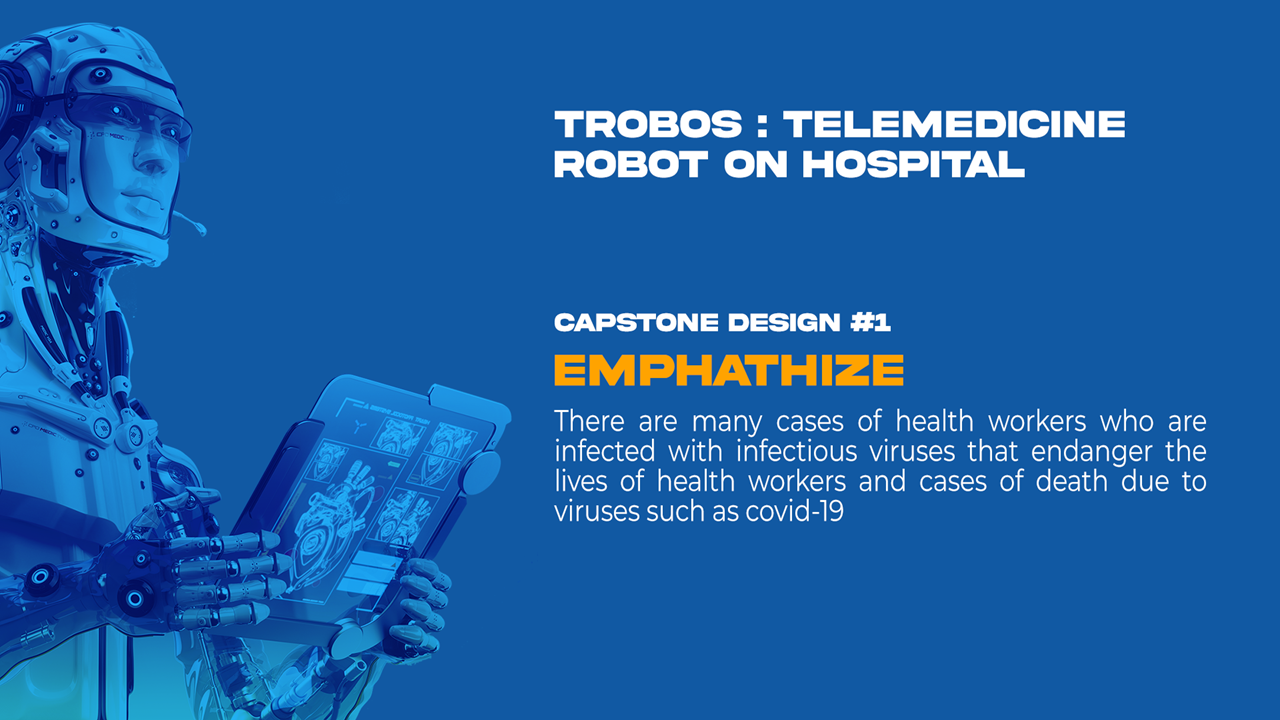 TROBOS : TELEMEDICINE
ROBOT ON HOSPITAL
CAPSTONE DESIGN #1
EMPHATHIZE
There are many cases of health workers who are
infected with infectious viruses that endanger the
lives of health workers and cases of death due to
viruses such as covid-19